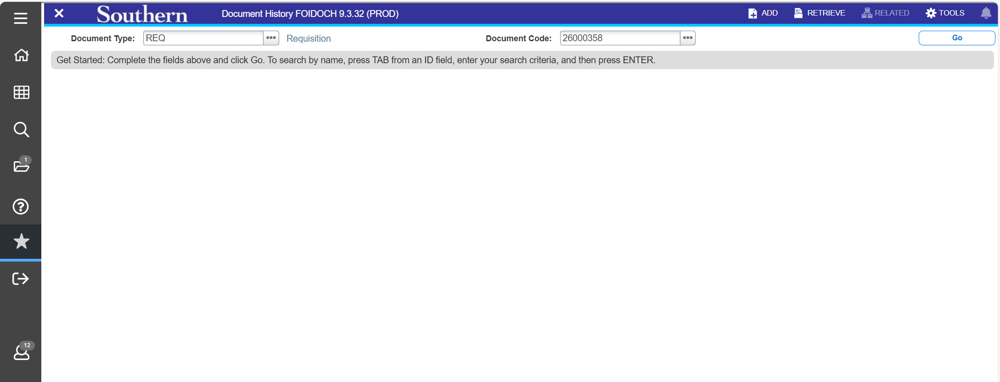 Southern
Document History FOIDOCH 9.3.32 (PROD)
ADD
RETRIEVE
RELATED
TOOLS
Document Type: REQ ••• Requisition
Document Code: 26000358 •••
Go
Get Started: Complete the fields above and click Go. To search by name, press TAB from an ID field, enter your search criteria, and then press ENTER.
1
12